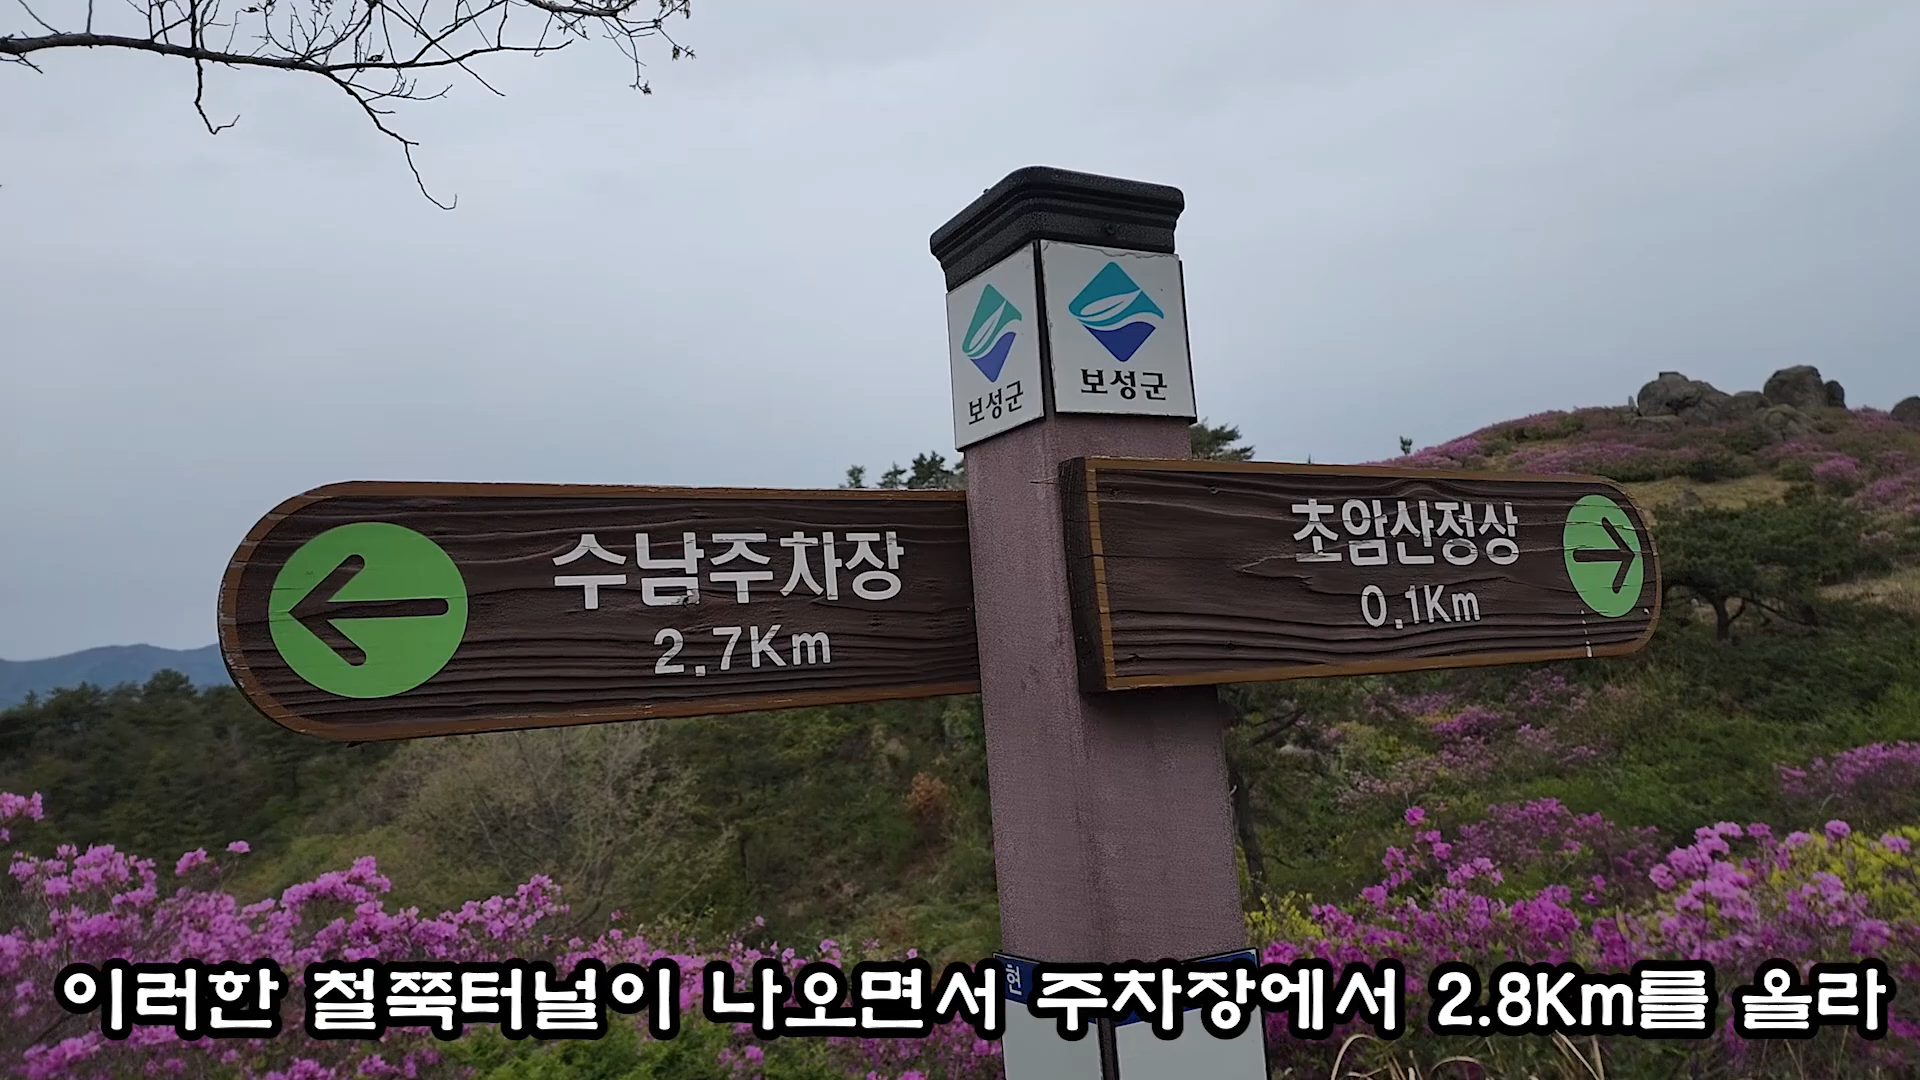 보성군
보성군
수남주차장
2.7Km
초암산정상
0.1Km
현
이러한 철쭉터널이 나오면서 주차장에서 2.8Km를 올라